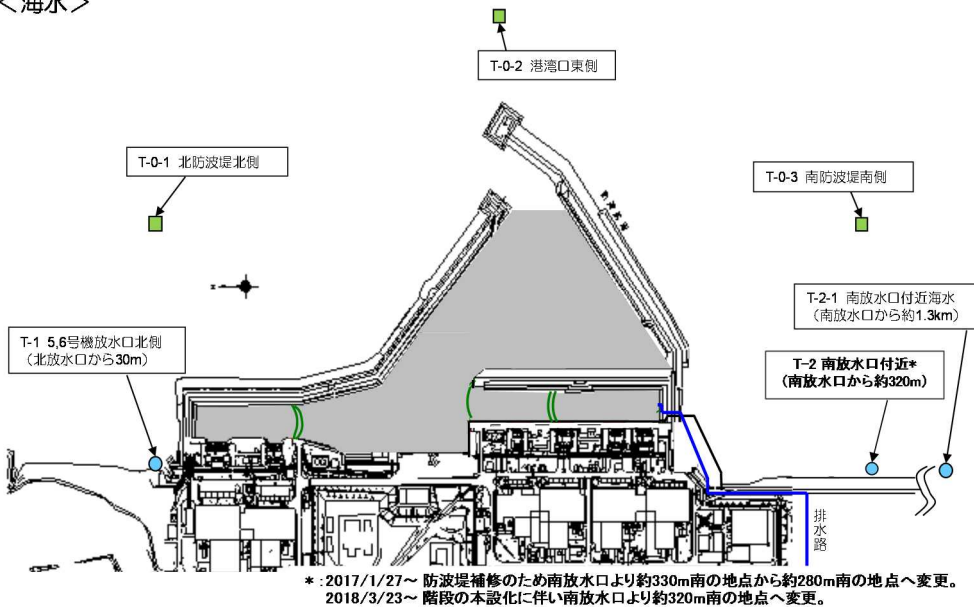 ＜海水＞
T-0-2 港湾口東側
T-0-1 北防波堤北側
T-0-3 南防波堤南側
T-2-1 南放水口付近海水
（南放水口から約1.3km）
T-1 5,6号機放水口北側
（北放水口から30m）
T-2 南放水口付近*
（南放水口から約320m）
排水路
* : 2017/1/27～ 防波堤補修のため南放水口より約330m南の地点から約280m南の地点へ変更。
2018/3/23～ 階段の本設化に伴い南放水口より約320m南の地点へ変更。